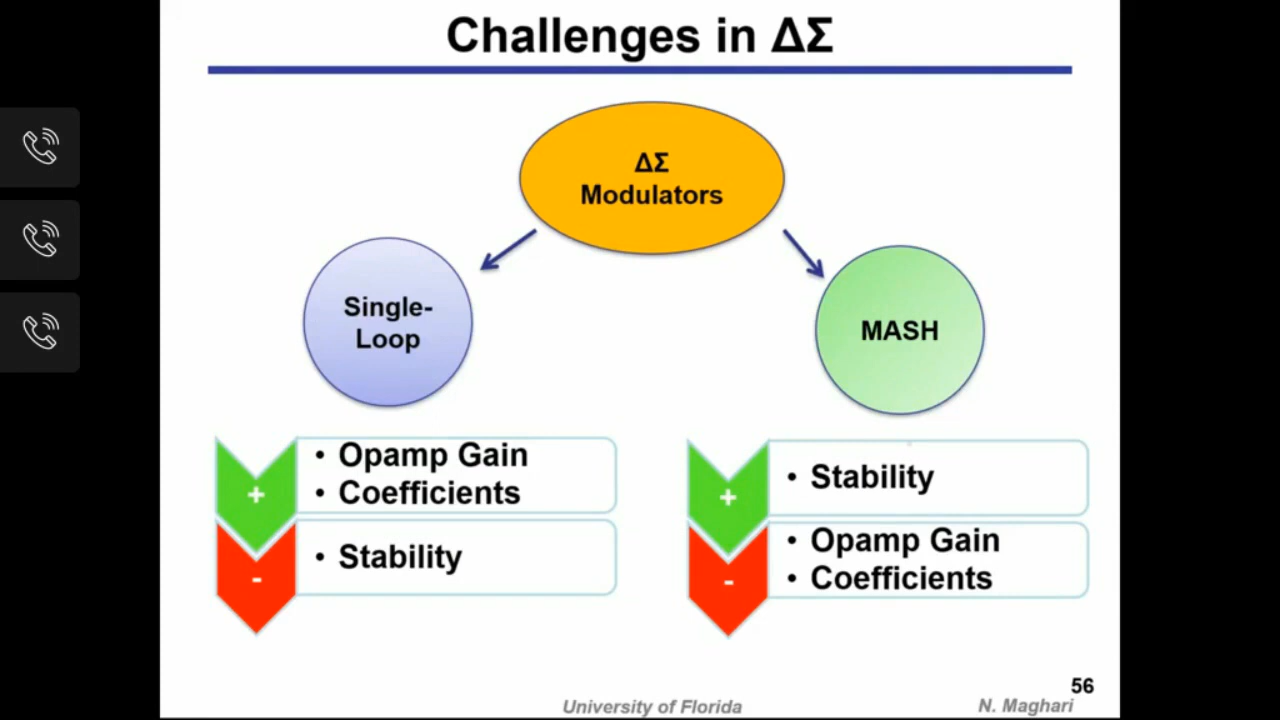 Challenges in ΔΣ
ΔΣ
Modulators
Single-
Loop
MASH
+
• Opamp Gain
• Coefficients
-
• Stability
+
• Stability
-
• Opamp Gain
• Coefficients
56
University of Florida
N. Maghari